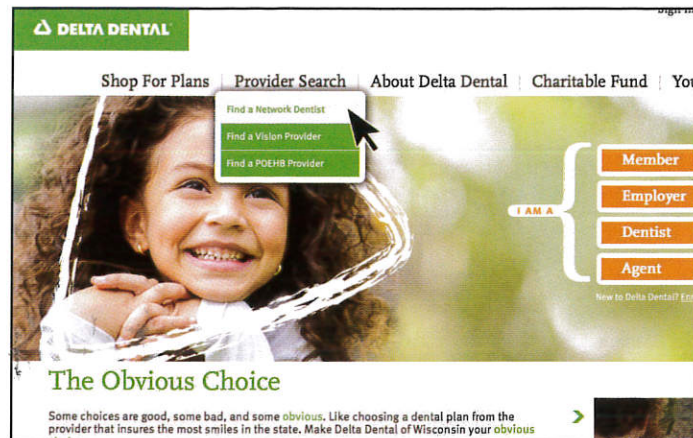 DELTA DENTAL
Shop For Plans | Provider Search | About Delta Dental | Charitable Fund |
Find a Network Dentist
Find a Vision Provider
Find a POEHB Provider
I AM A
Member
Employer
Dentist
Agent
New to Delta Dental?
The Obvious Choice
Some choices are good, some bad, and some obvious. Like choosing a dental plan from the
provider that insures the most smiles in the state. Make Delta Dental of Wisconsin your obvious